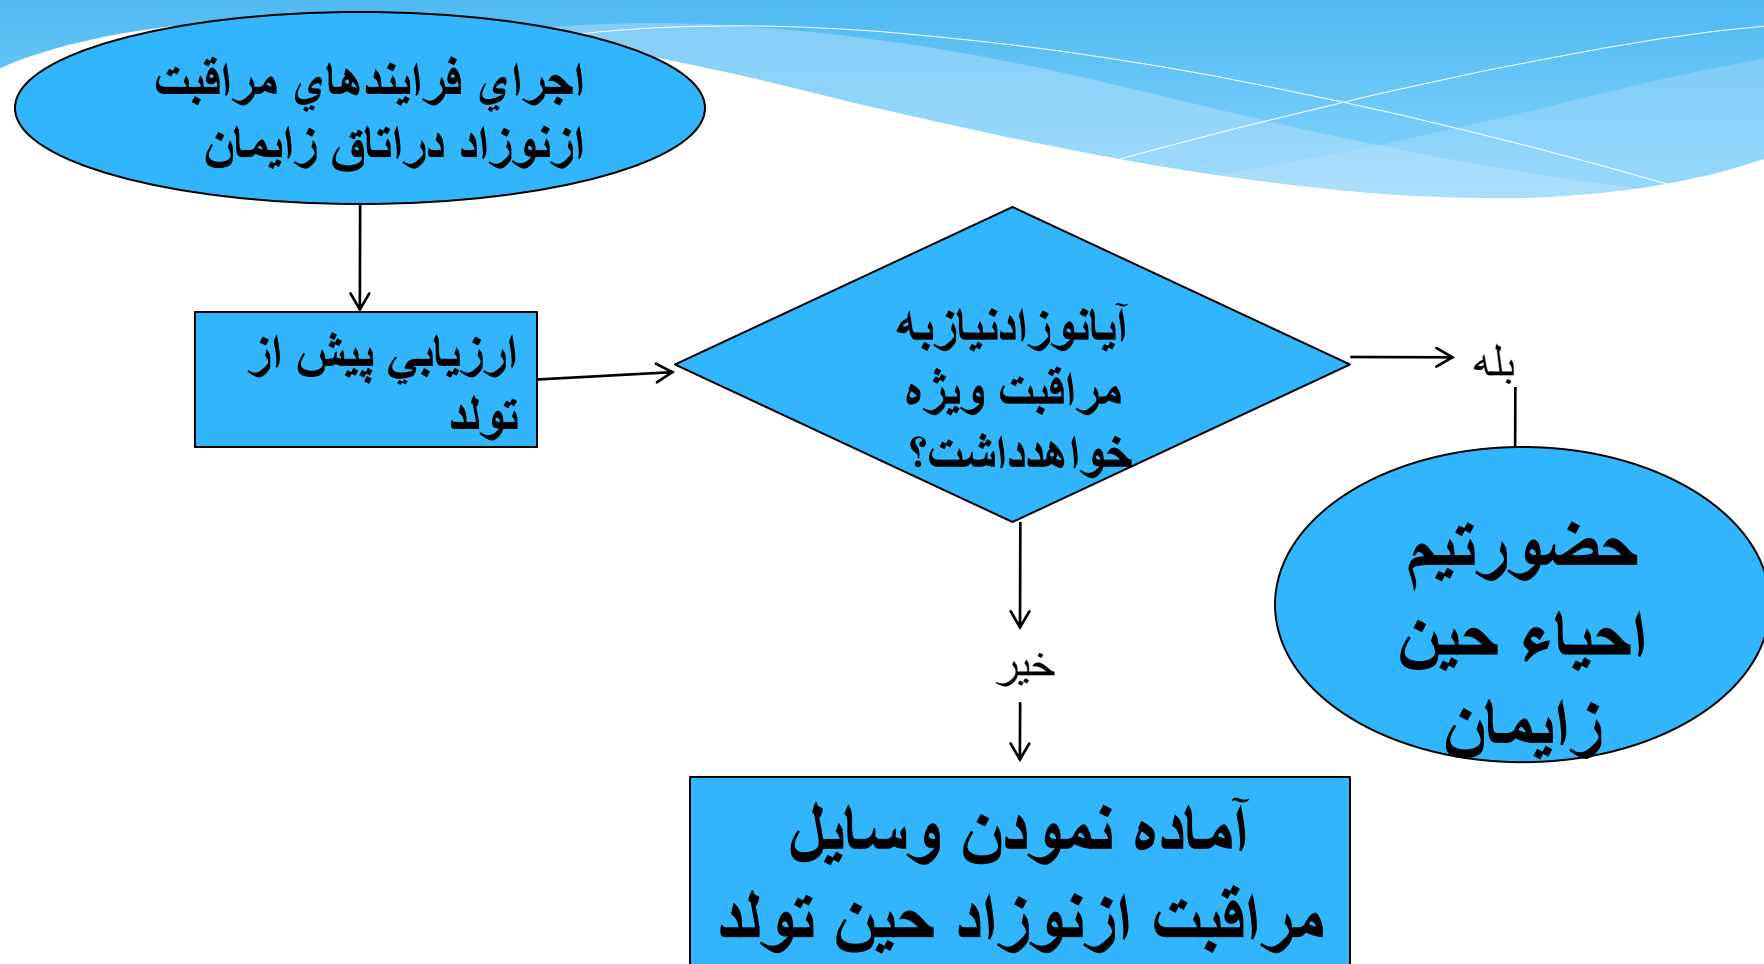 اجراي فرايندهاي مراقبت
ازنوزاد دراتاق زايمان
ارزيابي پيش از
تولد
آيانوزادنيازبه
مراقبت ويژه
خواهدداشت؟
بله
حضورتيم
احياء حين
زايمان
خير
آماده نمودن وسايل
مراقبت ازنوزاد حين تولد